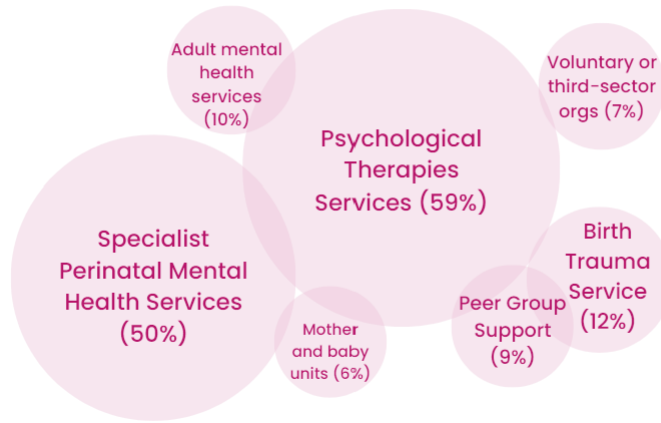 Adult mental
health
services
(10%)
Voluntary or
third-sector
orgs (7%)
Psychological
Therapies
Services (59%)
Specialist
Perinatal Mental
Health Services
(50%)
Birth
Trauma
Service
(12%)
Peer Group
Support
(9%)
Mother
and baby
units (6%)